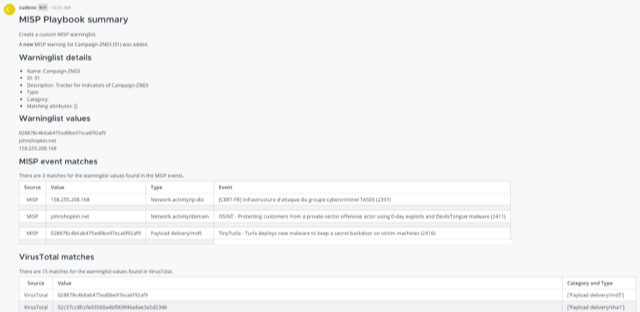 cudeso BOT 10:55 AM
MISP Playbook summary
Create a custom MISP warninglist.
A new MISP warning list Campaign-ZN03 (91) was added.
Warninglist details
Name: Campaign-ZN03
ID: 91
Description: Tracker for indicators of Campaign-ZN03
Type:
Category:
Matching attributes: []
Warninglist values
028878c4b6ab475ed0be97eca6f92af9
johnshopkin.net
158.255.208.168
MISP event matches
There are 3 matches for the warninglist values found in the MISP events.
Source Value Type Event
MISP 158.255.208.168 Network activity/ip-dst [CERT-FR] Infrastructure d'attaque du groupe cybercriminel TA505 (2397)
MISP johnshopkin.net Network activity/domain OSINT - Protecting customers from a private-sector offensive actor using 0-day exploits and DevilsTongue malware (2411)
MISP 028878c4b6ab475ed0be97eca6f92af9 Payload delivery/md5 TinyTurla - Turla deploys new malware to keep a secret backdoor on victim machines (2416)
VirusTotal matches
There are 15 matches for the warninglist values found in VirusTotal.
Source Value Category and Type
VirusTotal 028878c4b6ab475ed0be97eca6f92af9 ['Payload delivery/md5']
VirusTotal ['Payload delivery/sha1']